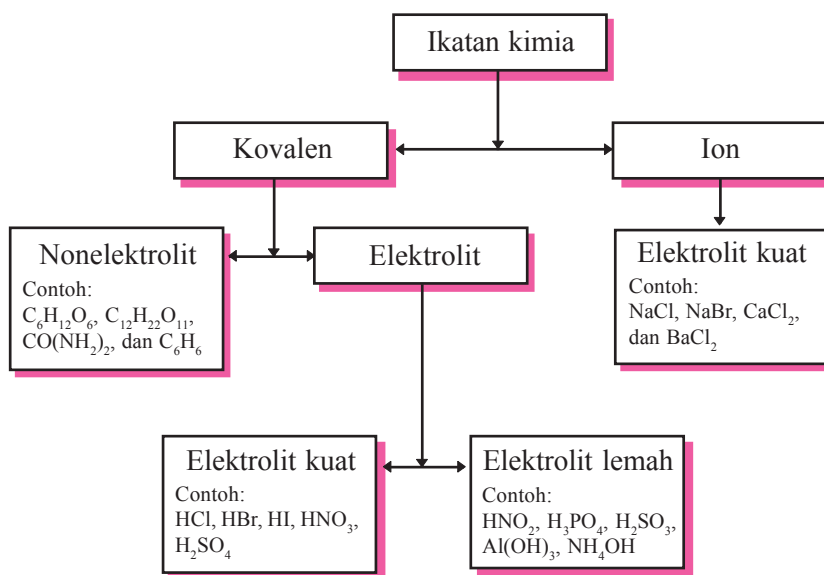 Ikatan kimia
Kovalen
Ion
Nonelektrolit
Contoh:
C₆H₁₂O₆, C₁₂H₂₂O₁₁,
CO(NH₂)₂, dan C₆H₆
Elektrolit
Elektrolit kuat
Contoh:
NaCl, NaBr, CaCl₂,
dan BaCl₂
Elektrolit kuat
Contoh:
HCl, HBr, HI, HNO₃,
H₂SO₄
Elektrolit lemah
Contoh:
HNO₂, H₃PO₄, H₂SO₃,
Al(OH)₃, NH₄OH